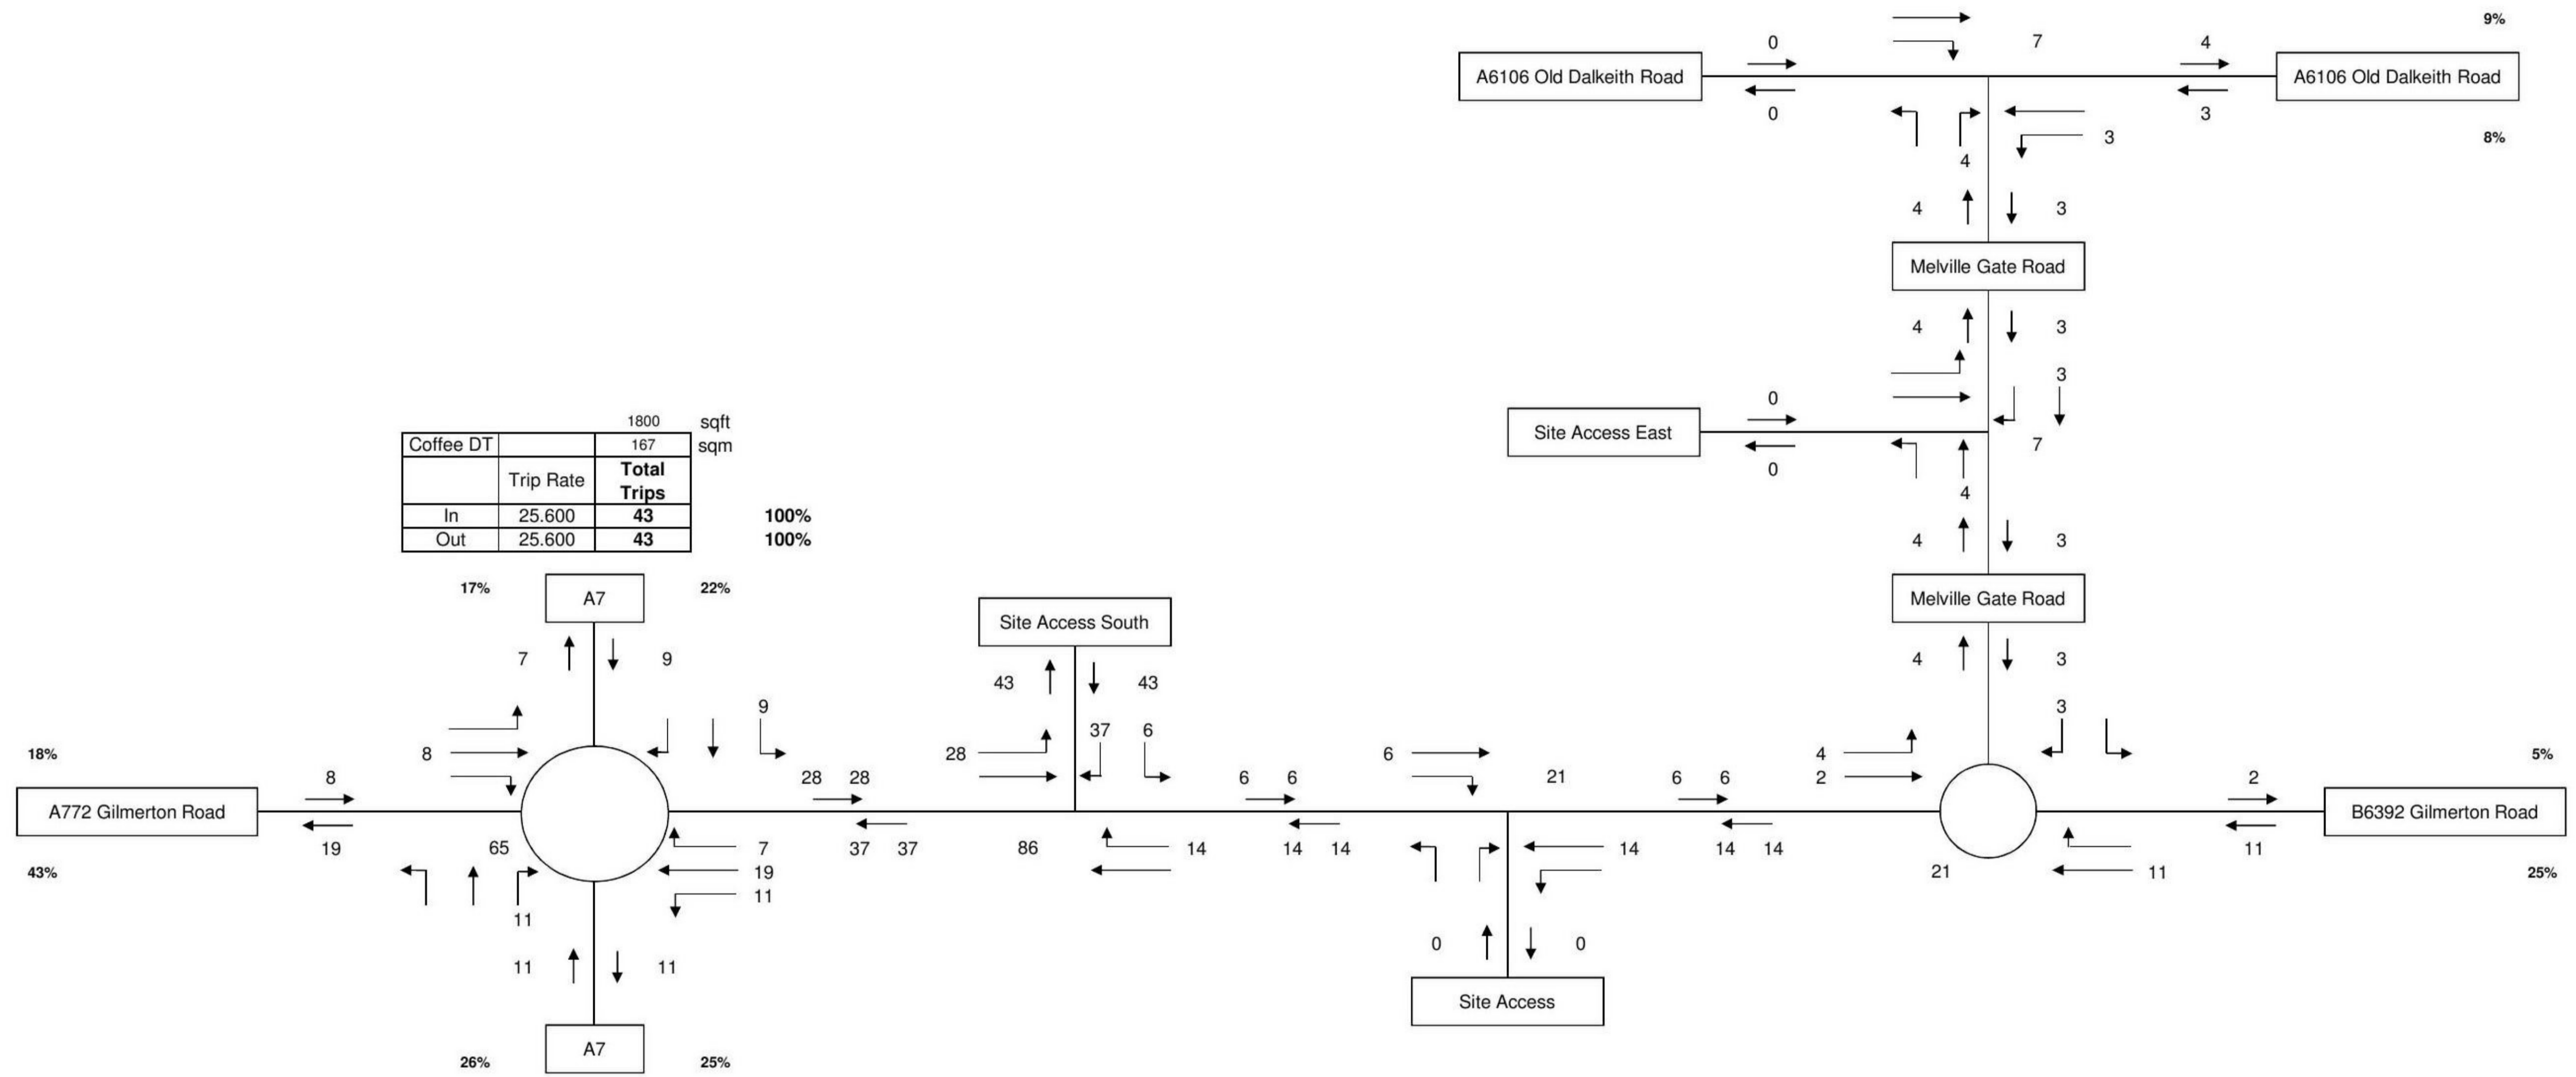 9%
0 7 4
A6106 Old Dalkeith Road A6106 Old Dalkeith Road
0 3
3 8%
4
4 3
Melville Gate Road
4 3
3
0
1800 sqft
Coffee DT 167 sqm
Site Access East
7
Trip Rate Total Trips
0
4
In 25.600 43 100%
Out 25.600 43 100%
4 3
17% A7 22%
Melville Gate Road
Site Access South
7 9
4 3
43 43
9 3
37 6
18% 8 28 6 4 5%
8 28 28 6 6 21 6 6 2 2
A772 Gilmerton Road B6392 Gilmerton Road
19 65 7 37 37 86 14 14 14 14 14 14 11
43% 19 21 11 25%
11
11
0 0
11 11
Site Access
A7
26% 25%